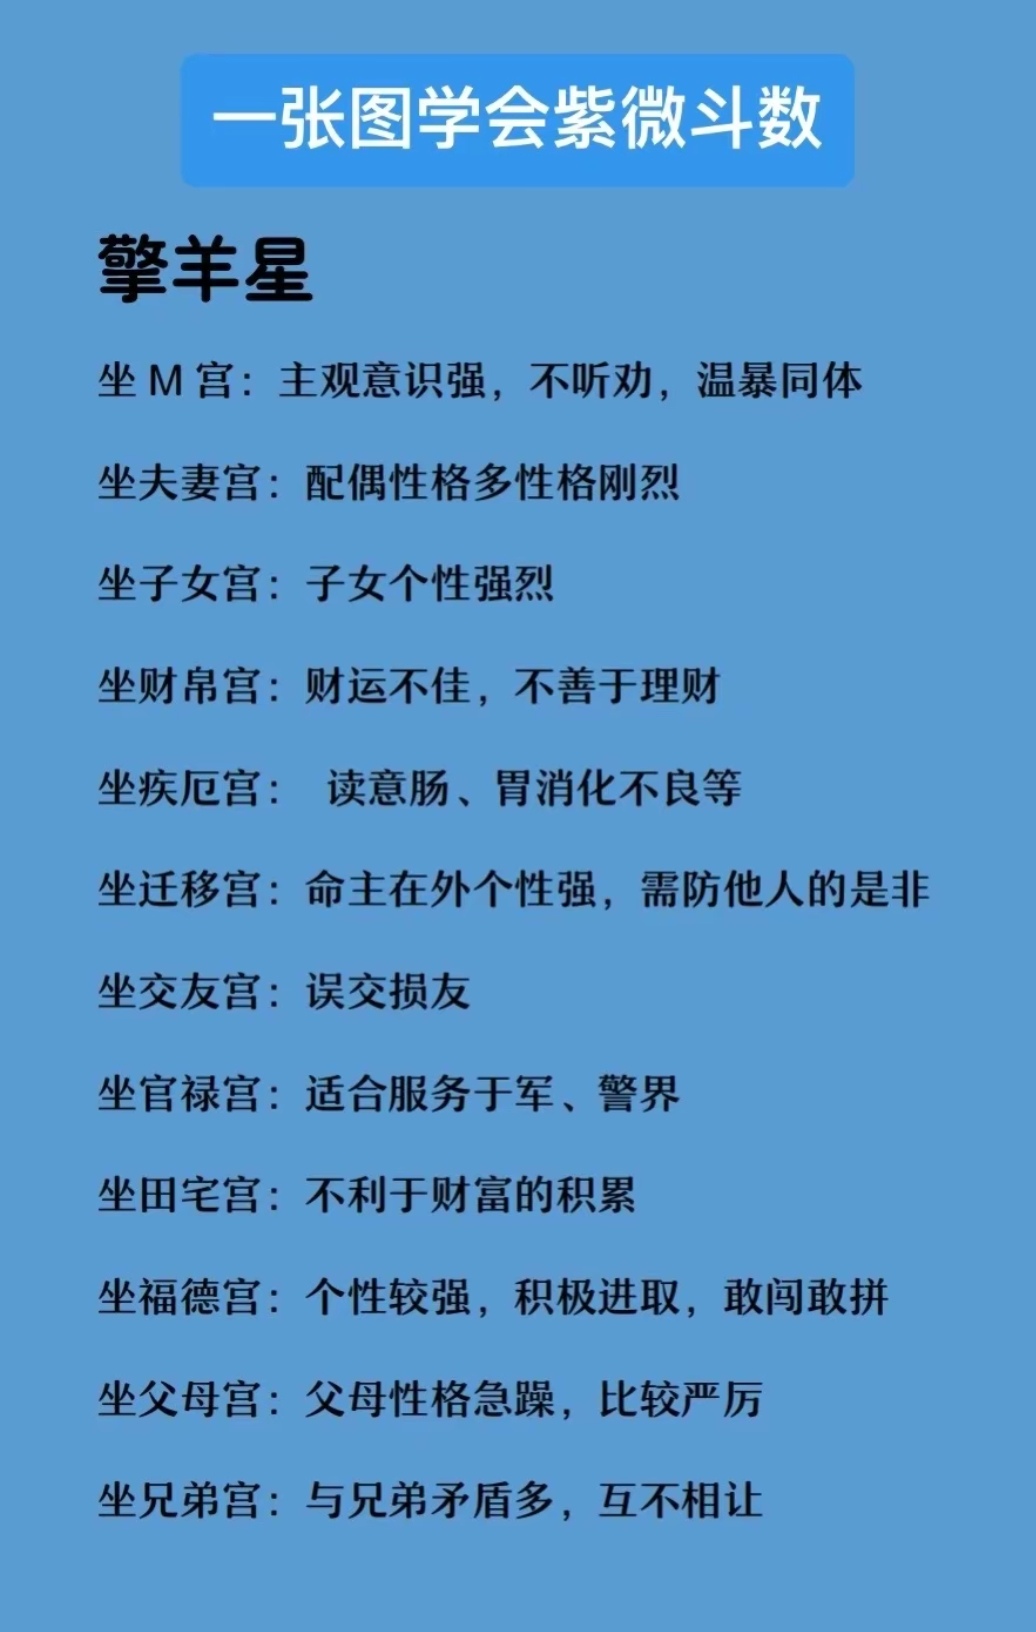 一张图学会紫微斗数
擎羊星
坐 M 宫：主观意识强，不听劝，温暴同体
坐夫妻宫：配偶性格多性格刚烈
坐子女宫：子女个性强烈
坐财帛宫：财运不佳，不善于理财
坐疾厄宫： 读意肠、胃消化不良等
坐迁移宫：命主在外个性强，需防他人的是非
坐交友宫：误交损友
坐官禄宫：适合服务于军、警界
坐田宅宫：不利于财富的积累
坐福德宫：个性较强，积极进取，敢闯敢拼
坐父母宫：父母性格急躁，比较严厉
坐兄弟宫：与兄弟矛盾多，互不相让